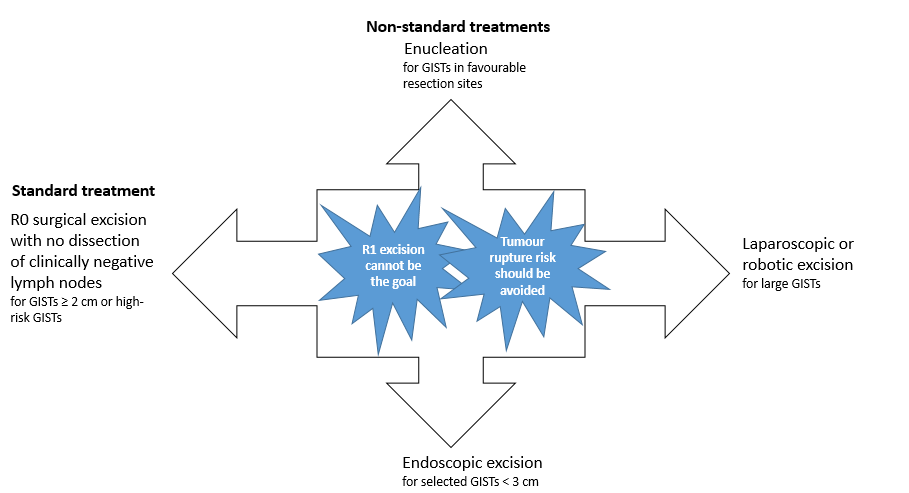 Non-standard treatments
Enucleation
for GISTs in favourable
resection sites
Standard treatment
R0 surgical excision
with no dissection
of clinically negative
lymph nodes
for GISTs ≥ 2 cm or high-
risk GISTs
R1 excision
cannot be
the goal
Tumour
rupture risk
should be
avoided
Laparoscopic or
robotic excision
for large GISTs
Endoscopic excision
for selected GISTs < 3 cm